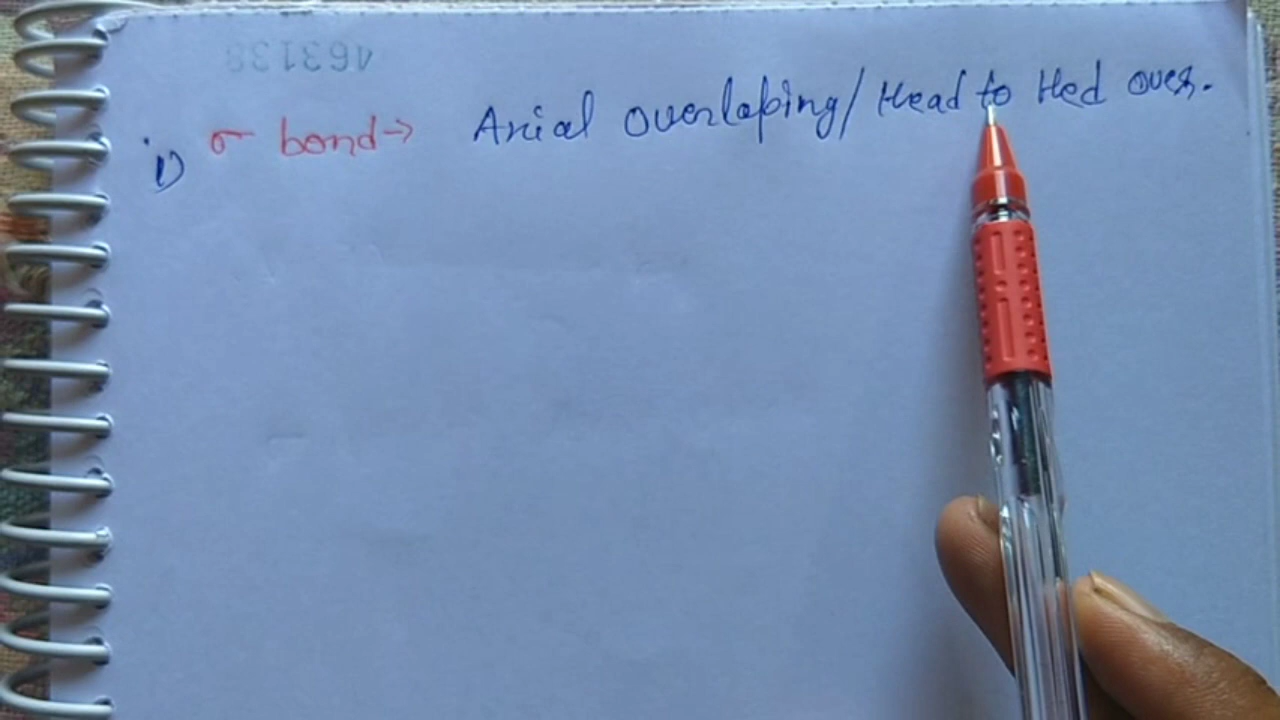 463138
i) σ bond→ Axial overlaping/Head to Hed over.